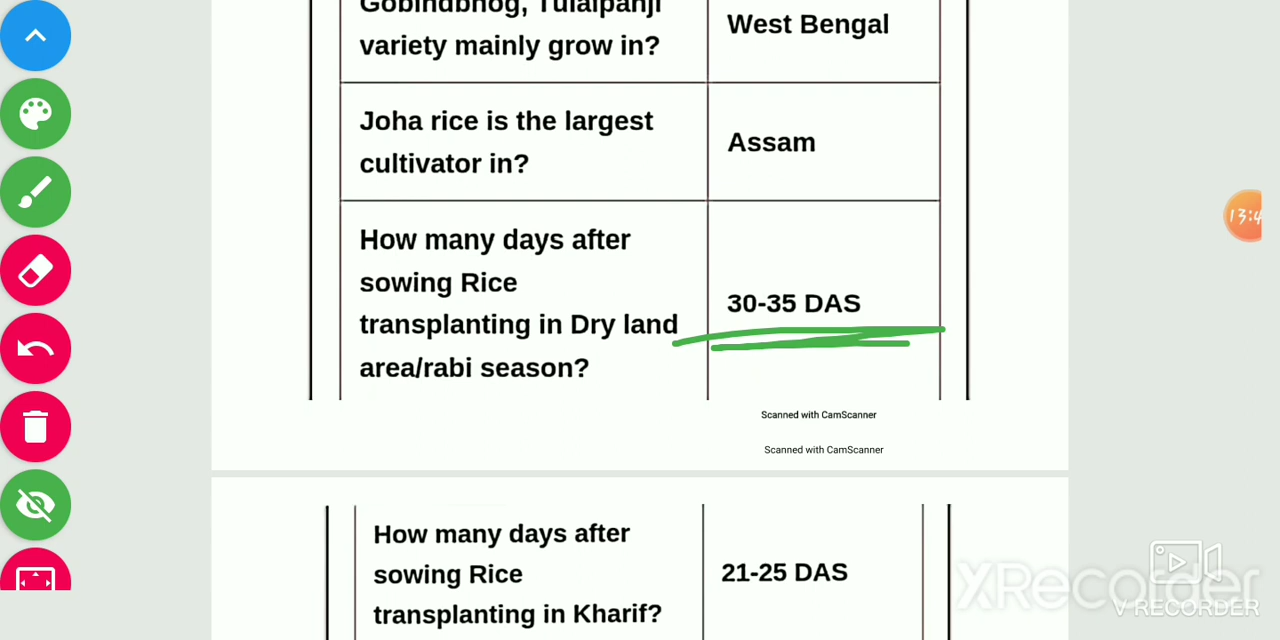 Gobindbhog, Tulaipanji
variety mainly grow in?
West Bengal
Joha rice is the largest
cultivator in?
Assam
How many days after
sowing Rice
transplanting in Dry land
area/rabi season?
30-35 DAS
Scanned with CamScanner
Scanned with CamScanner
How many days after
sowing Rice
transplanting in Kharif?
21-25 DAS
13:4
XRecorder
V RECORDER